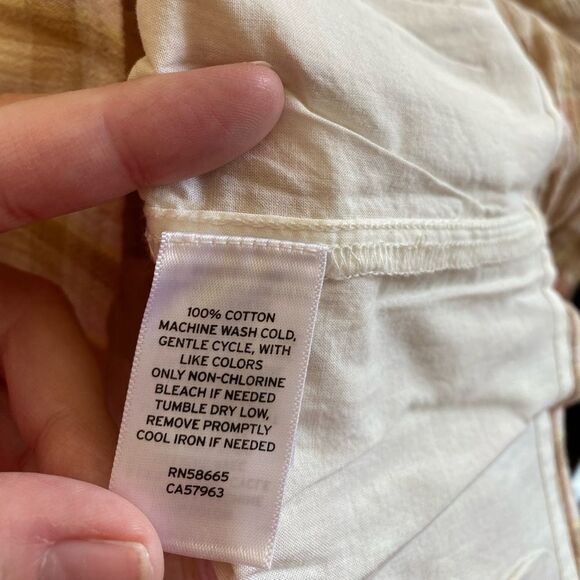 100% COTTON
MACHINE WASH COLD,
GENTLE CYCLE, WITH
LIKE COLORS
ONLY NON-CHLORINE
BLEACH IF NEEDED
TUMBLE DRY LOW,
REMOVE PROMPTLY
COOL IRON IF NEEDED
RN58665
CA57963